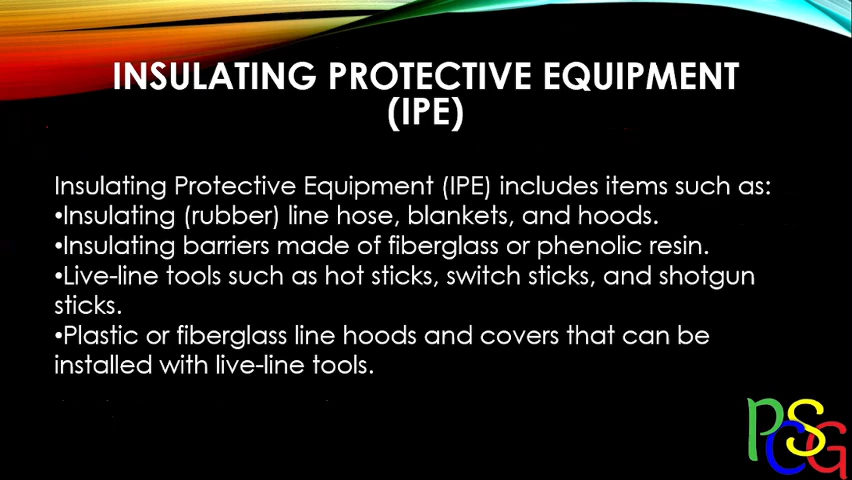 INSULATING PROTECTIVE EQUIPMENT
(IPE)
Insulating Protective Equipment (IPE) includes items such as:
•Insulating (rubber) line hose, blankets, and hoods.
•Insulating barriers made of fiberglass or phenolic resin.
•Live-line tools such as hot sticks, switch sticks, and shotgun
sticks.
•Plastic or fiberglass line hoods and covers that can be
installed with live-line tools.
PCSG